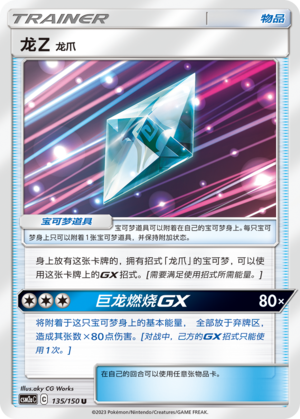 TRAINER
物品
龙Z 龙爪
宝可梦道具
宝可梦道具可以附着在自己的宝可梦身上。每只宝可
梦身上只可以附着1张宝可梦道具,并保持附加状态。
身上放有这张卡牌的,拥有招式「龙爪」的宝可梦,可以使
用这张卡牌上的GX招式。[需要满足使用招式所需能量。]
巨龙燃烧GX 80×
将附着于这只宝可梦身上的基本能量,全部放于弃牌区,
造成其张数×80点伤害。[对战中,己方的GX招式只能使
用1次。]
在自己的回合可以使用任意张物品卡。
Illus.aky CG Works
CSM2a C C 135/150 U
©2023 Pokémon/Nintendo/Creatures/GAME FREAK.